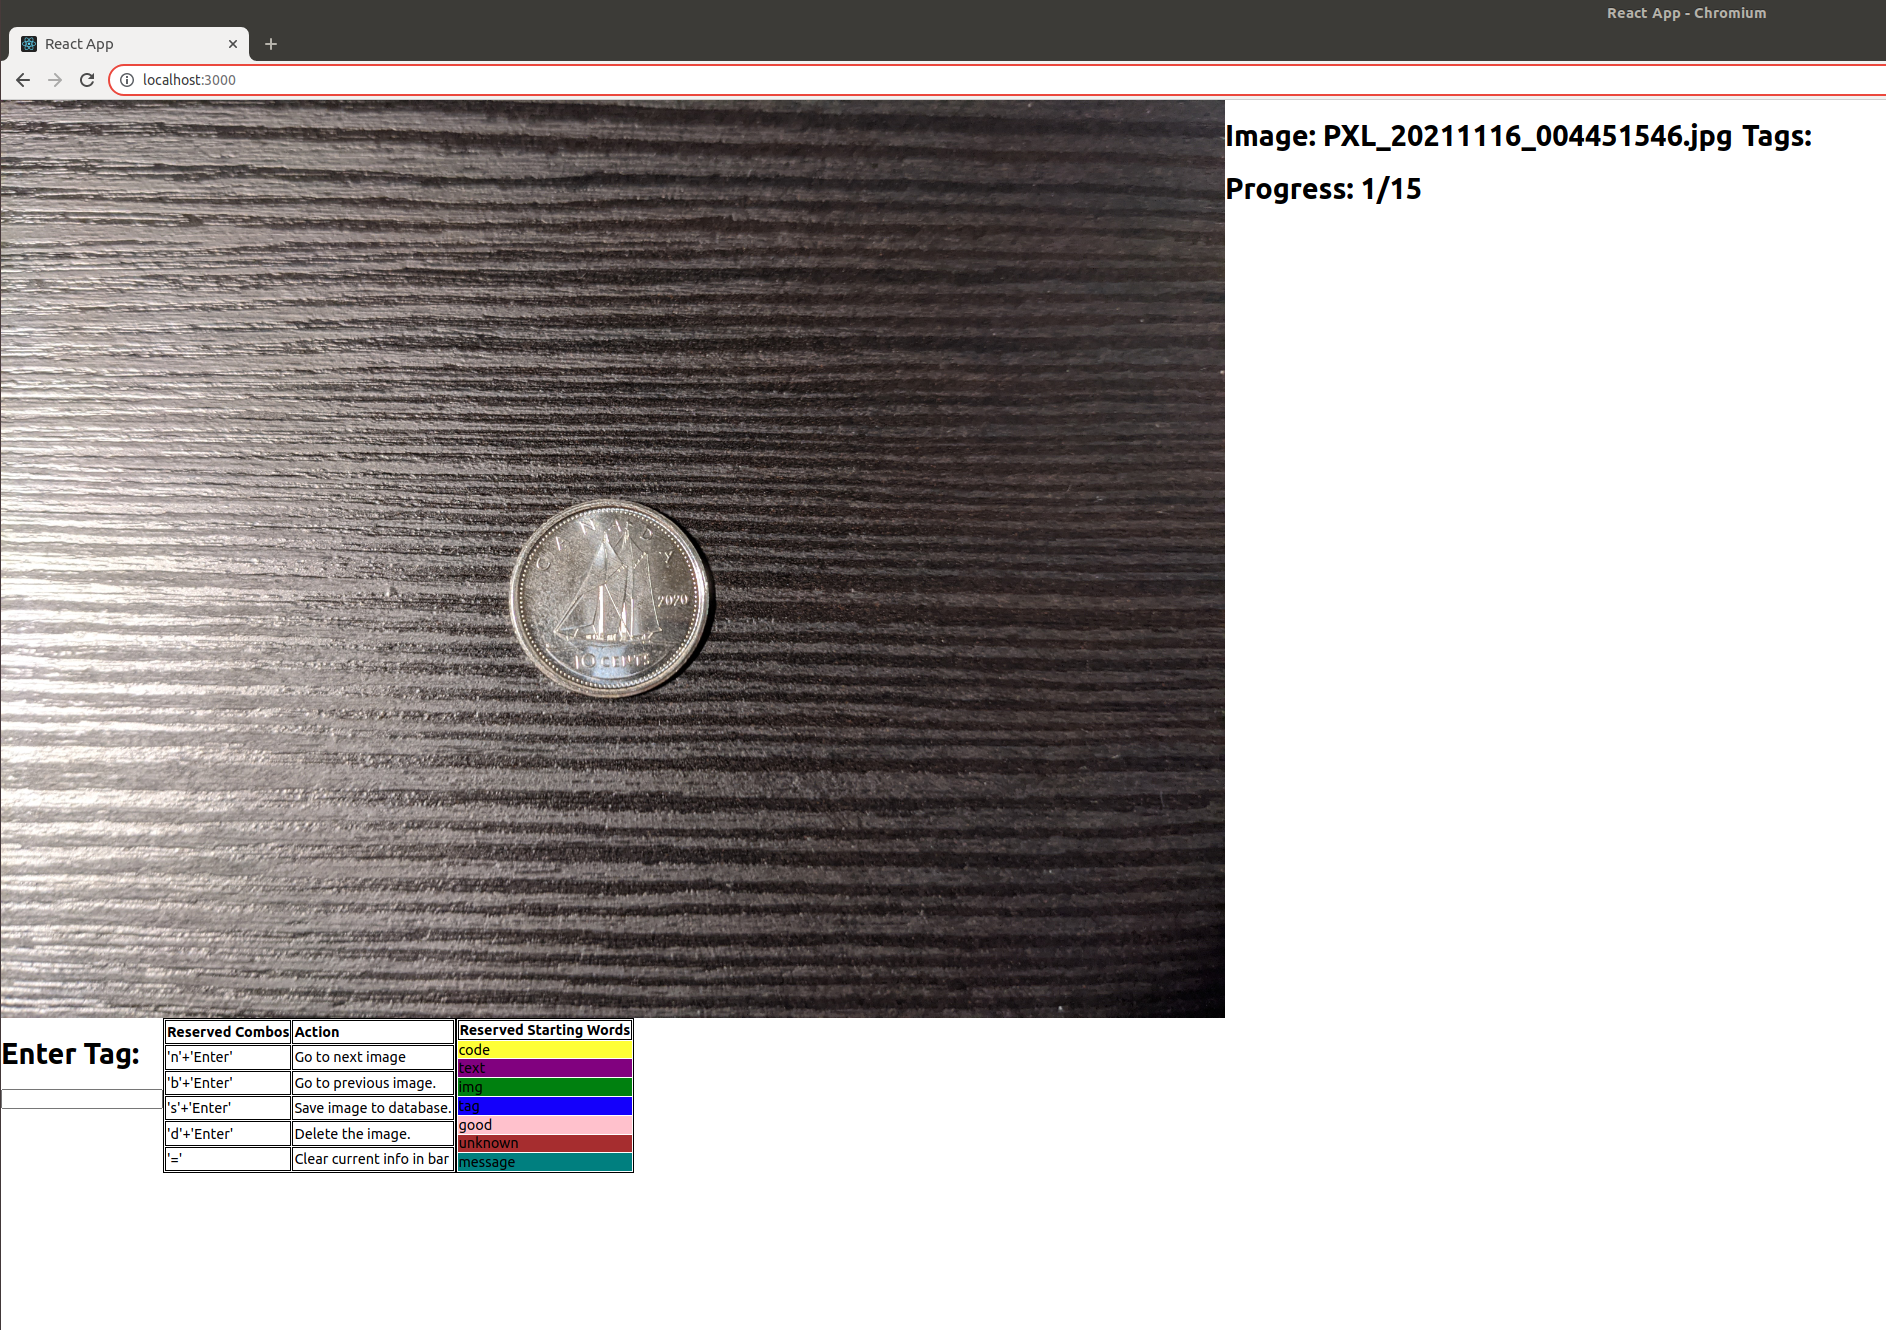 React App - Chromium
React App
localhost:3000
Image: PXL_20211116_004451546.jpg Tags:
Progress: 1/15
CANADA
2020
10 CENTS
Enter Tag:
Reserved Combos Action
'n'+'Enter' Go to next image
'b'+'Enter' Go to previous image.
's'+'Enter' Save image to database.
'd'+'Enter' Delete the image.
'=' Clear current info in bar
Reserved Starting Words
code
text
img
tag
good
unknown
message